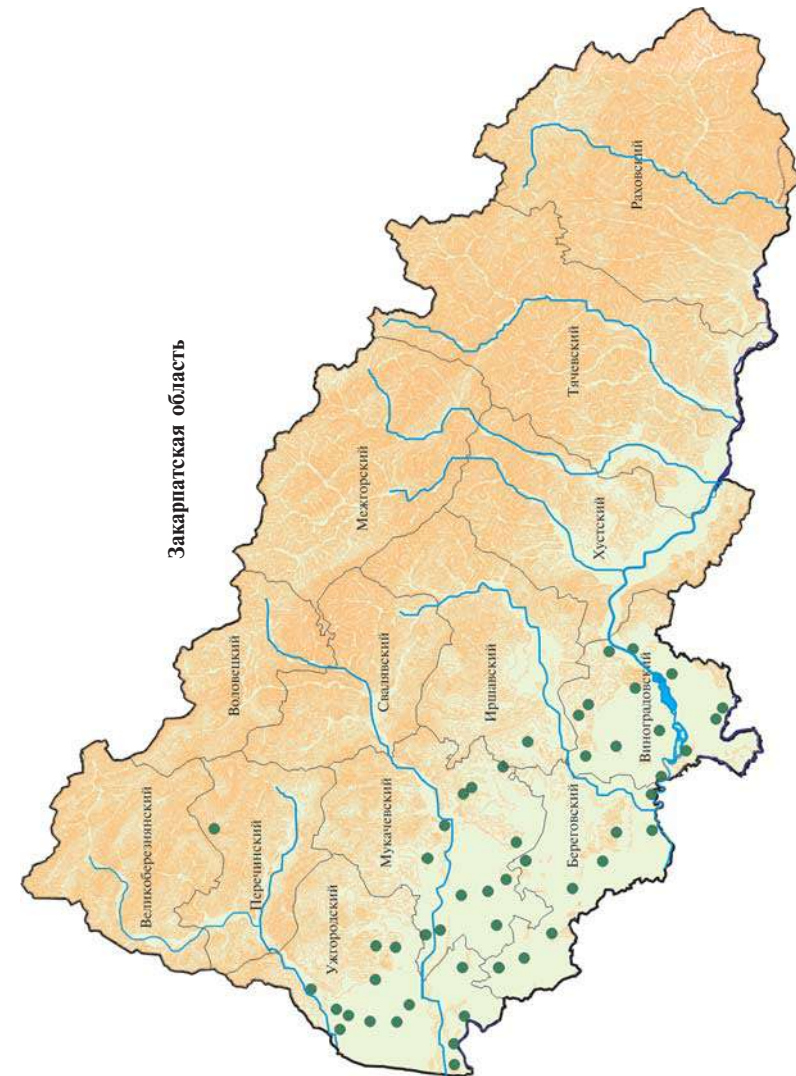 Закарпатская область
Великоберезнянский
Перечинский
Воловецкий
Ужгородский
Мукачевский
Свалявский
Межгорский
Иршавский
Береговский
Виноградовский
Хустский
Тячевский
Раховский